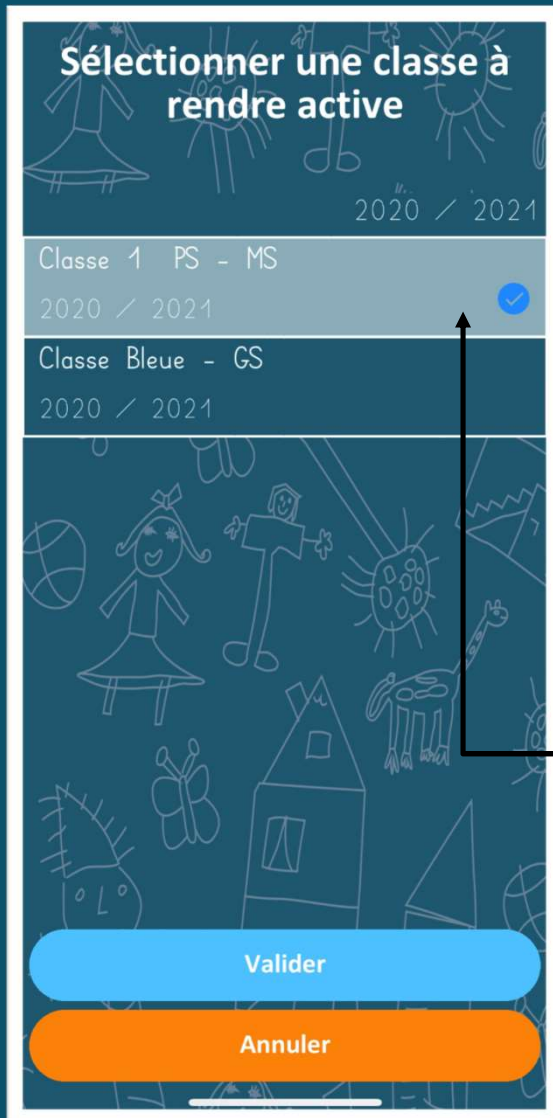 Sélectionner une classe à
rendre active
2020 / 2021
Classe 1 PS - MS
2020 / 2021
Classe Bleue - GS
2020 / 2021
Valider
Annuler